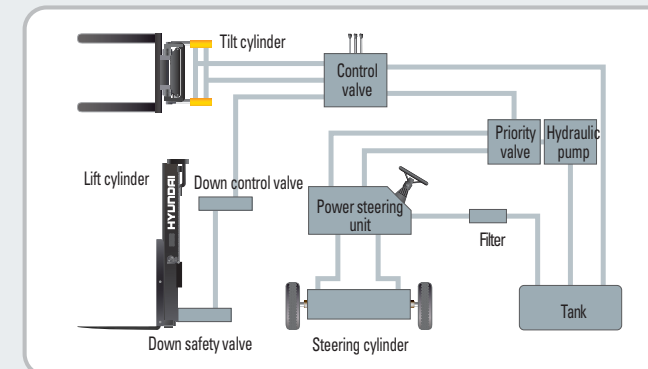 Tilt cylinder
Control
valve
Priority
valve
Hydraulic
pump
Lift cylinder
Down control valve
HYUNDAI
Power steering
unit
Filter
Tank
Down safety valve
Steering cylinder